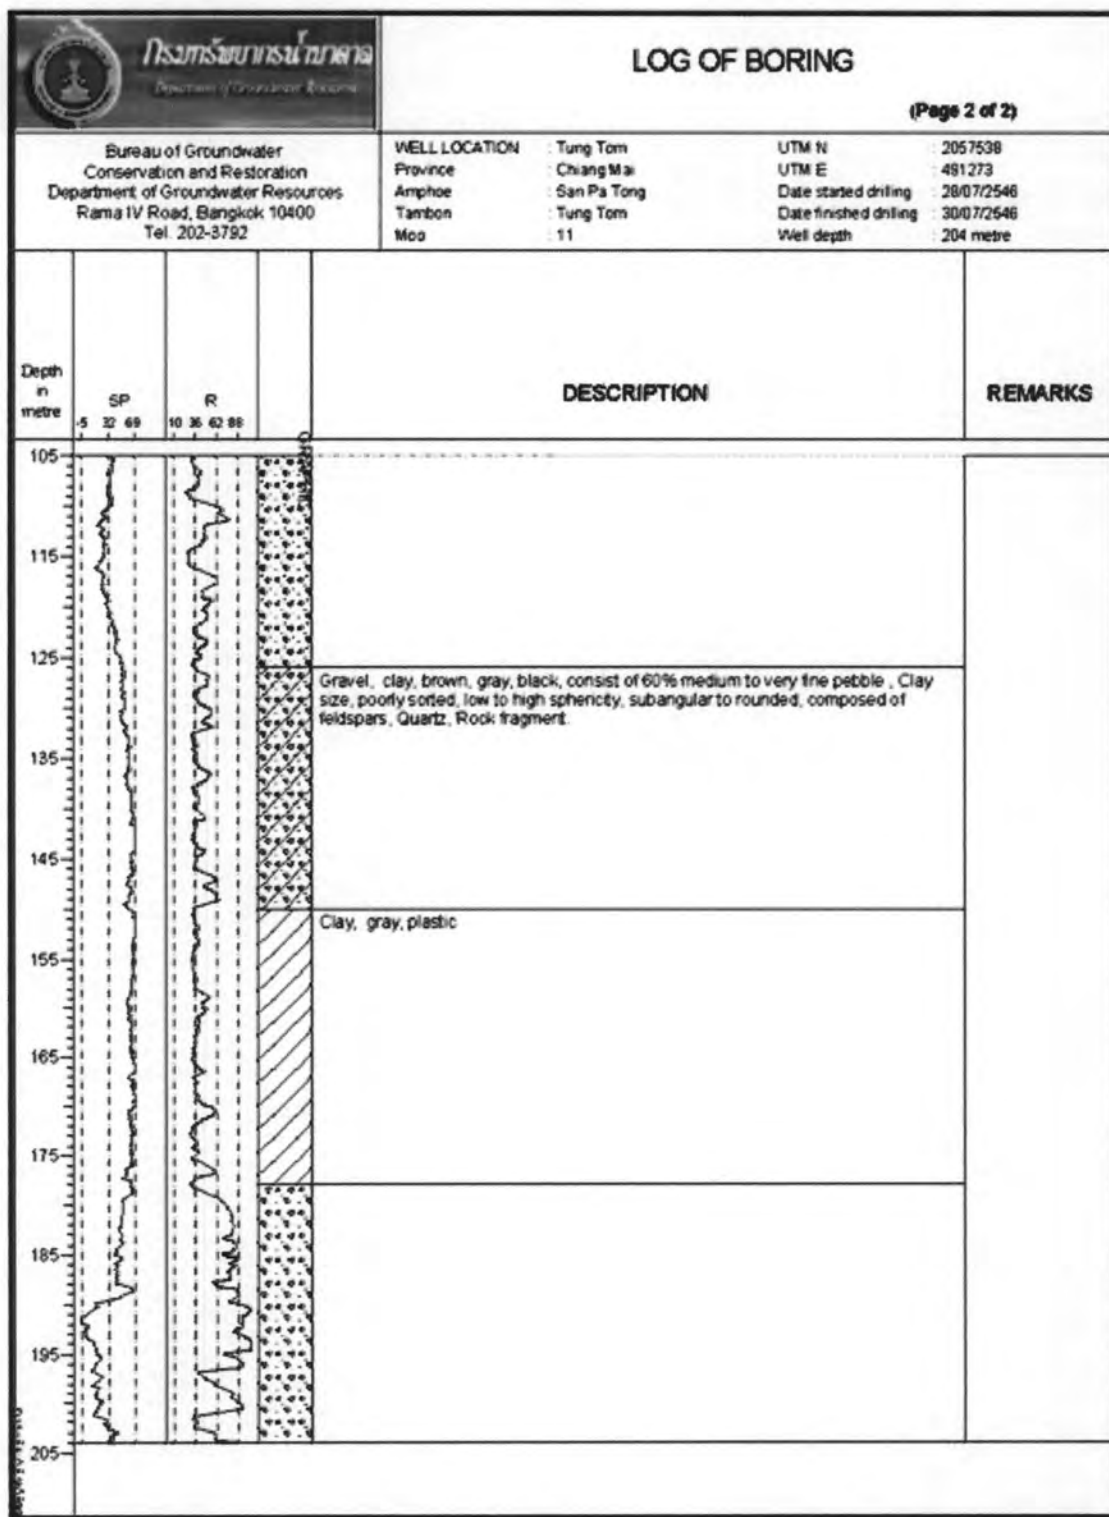 กรมทรัพยากรน้ำบาดาล
Department of Groundwater Resources
LOG OF BORING
(Page 2 of 2)
Bureau of Groundwater
Conservation and Restoration
Department of Groundwater Resources
Rama IV Road, Bangkok 10400
Tel. 202-3792
WELL LOCATION : Tung Tom UTM N : 2057538
Province : Chiang Mai UTM E : 491273
Amphoe : San Pa Tong Date started drilling : 28/07/2546
Tambon : Tung Tom Date finished drilling : 30/07/2546
Moo : 11 Well depth : 204 metre
Depth
in
metre
SP
-5 32 69
R
10 36 62 88
DESCRIPTION
REMARKS
105
115
125
Gravel, clay, brown, gray, black, consist of 60% medium to very fine pebble , Clay
size, poorly sorted, low to high sphericity, subangular to rounded, composed of
feldspars, Quartz, Rock fragment.
135
145
Clay, gray, plastic
155
165
175
185
195
205